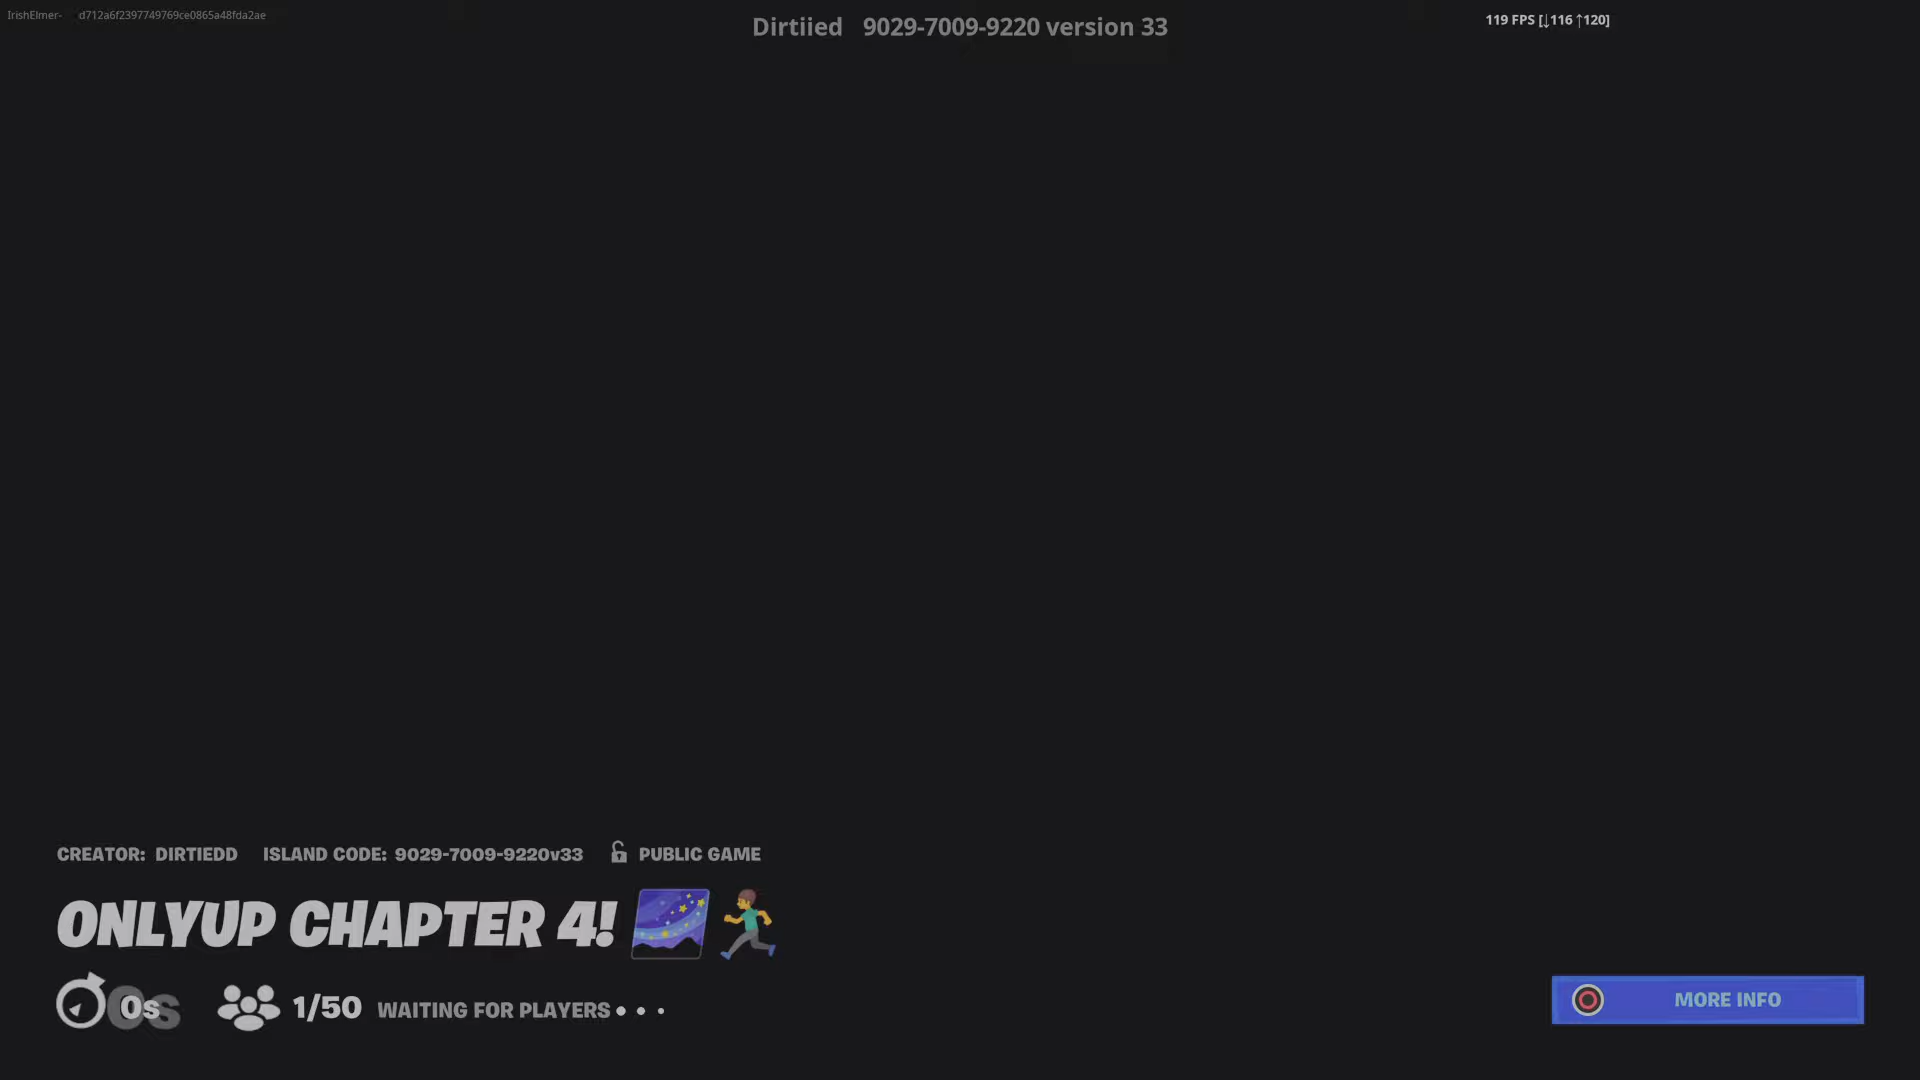 IrishElmer- d712a6f2397749769ce0865a48fda2ae
Dirtiied 9029-7009-9220 version 33
119 FPS [↓116 ↑120]
CREATOR: DIRTIEDD ISLAND CODE: 9029-7009-9220v33 PUBLIC GAME
ONLYUP CHAPTER 4!
0s 1/50 WAITING FOR PLAYERS
MORE INFO